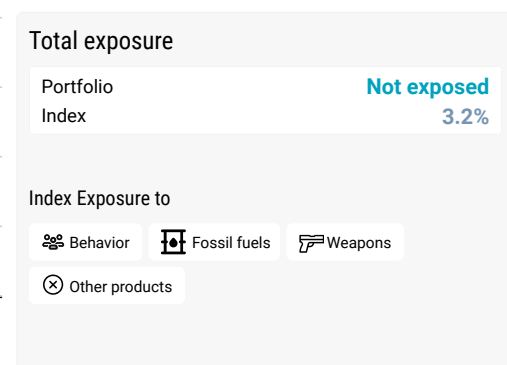 Total exposure
Portfolio Not exposed
Index 3.2%
Index Exposure to
Behavior Fossil fuels Weapons
Other products